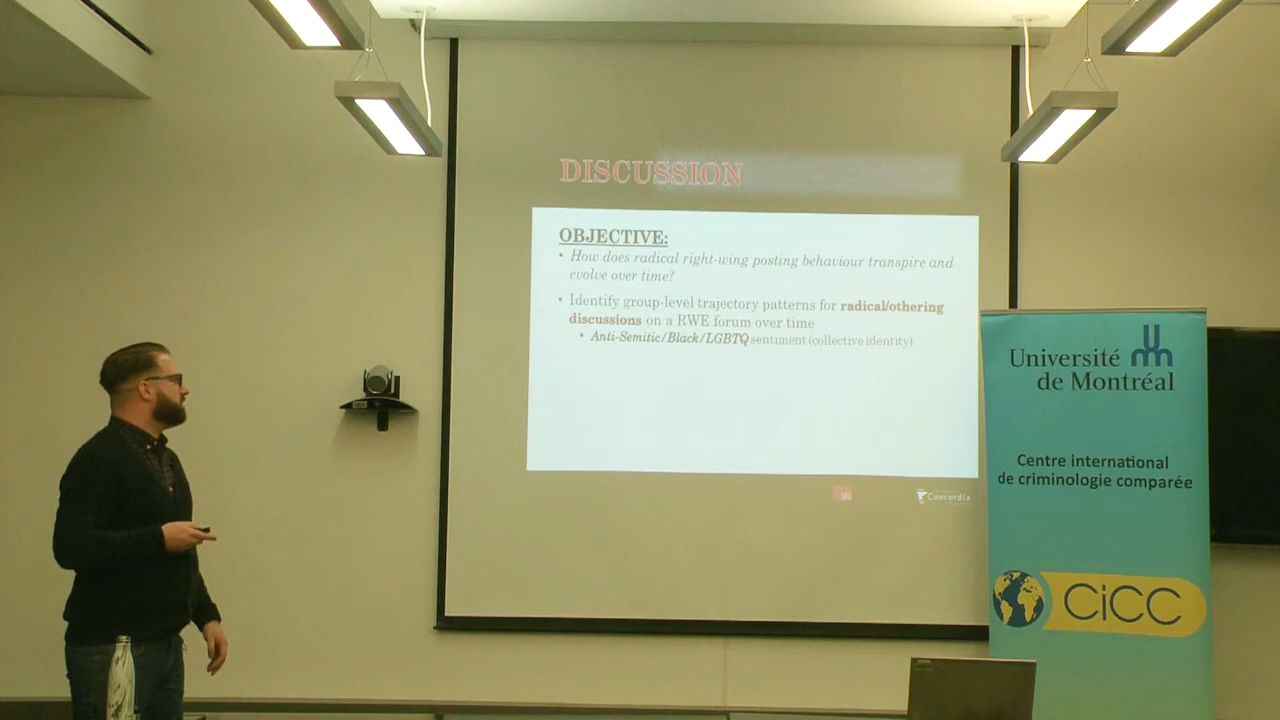 DISCUSSION
OBJECTIVE:
• How does radical right-wing posting behaviour transpire and
evolve over time?
• Identify group-level trajectory patterns for radical/othering
discussions on a RWE forum over time
• Anti-Semitic/Black/LGBTQ sentiment (collective identity)
SFU
Concordia
Université
de Montréal
Centre international
de criminologie comparée
CiCC